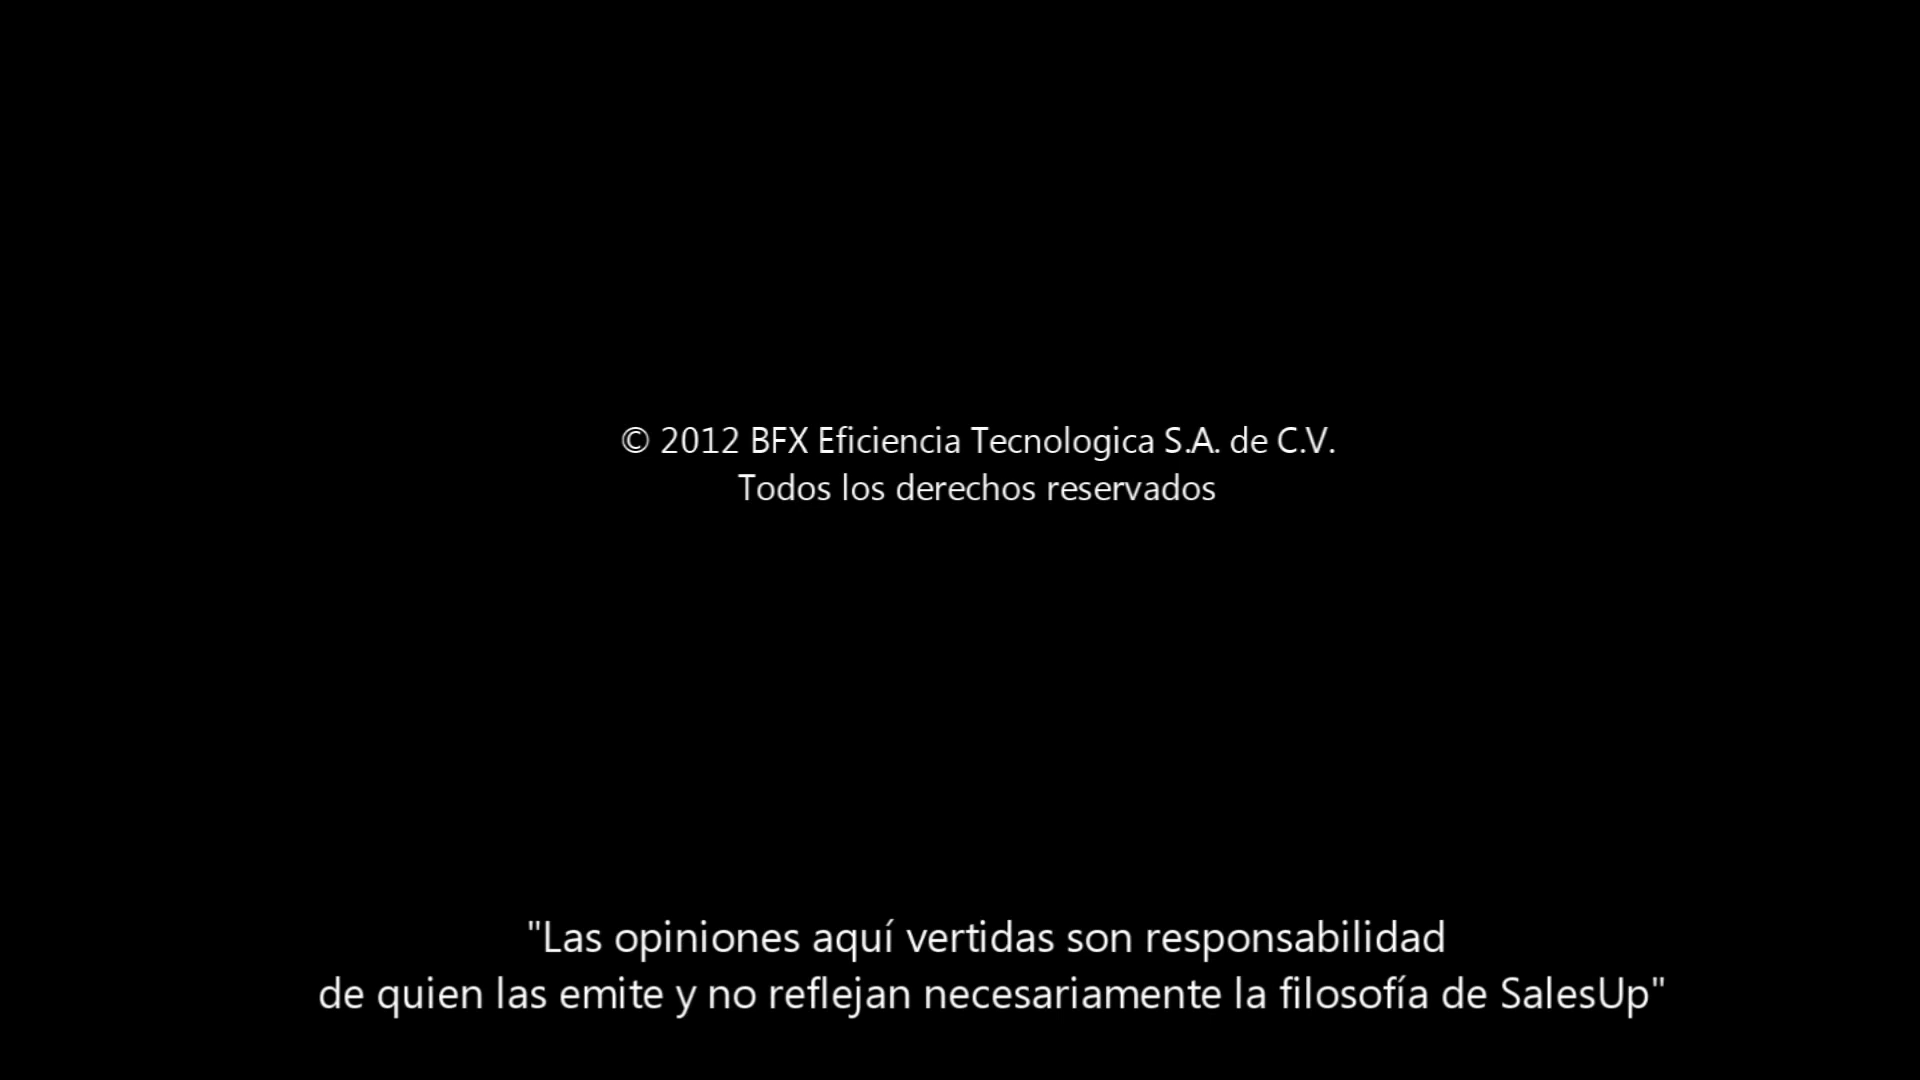 © 2012 BFX Eficiencia Tecnologica S.A. de C.V.
Todos los derechos reservados
"Las opiniones aquí vertidas son responsabilidad
de quien las emite y no reflejan necesariamente la filosofía de SalesUp"